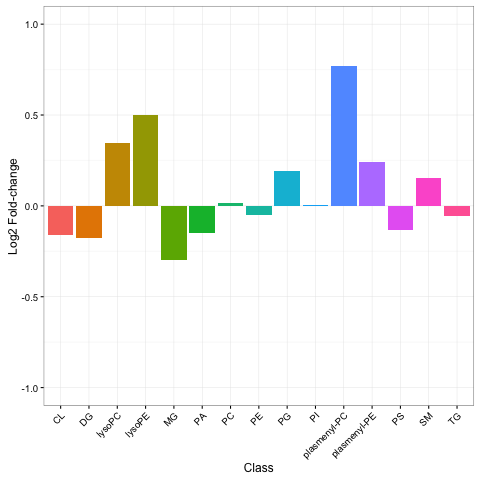 Log2 Fold-change
1.0
0.5
0.0
-0.5
-1.0
CL
DG
lysoPC
lysoPE
MG
PA
PC
PE
PG
PI
plasmenyl-PC
plasmenyl-PE
PS
SM
TG
Class